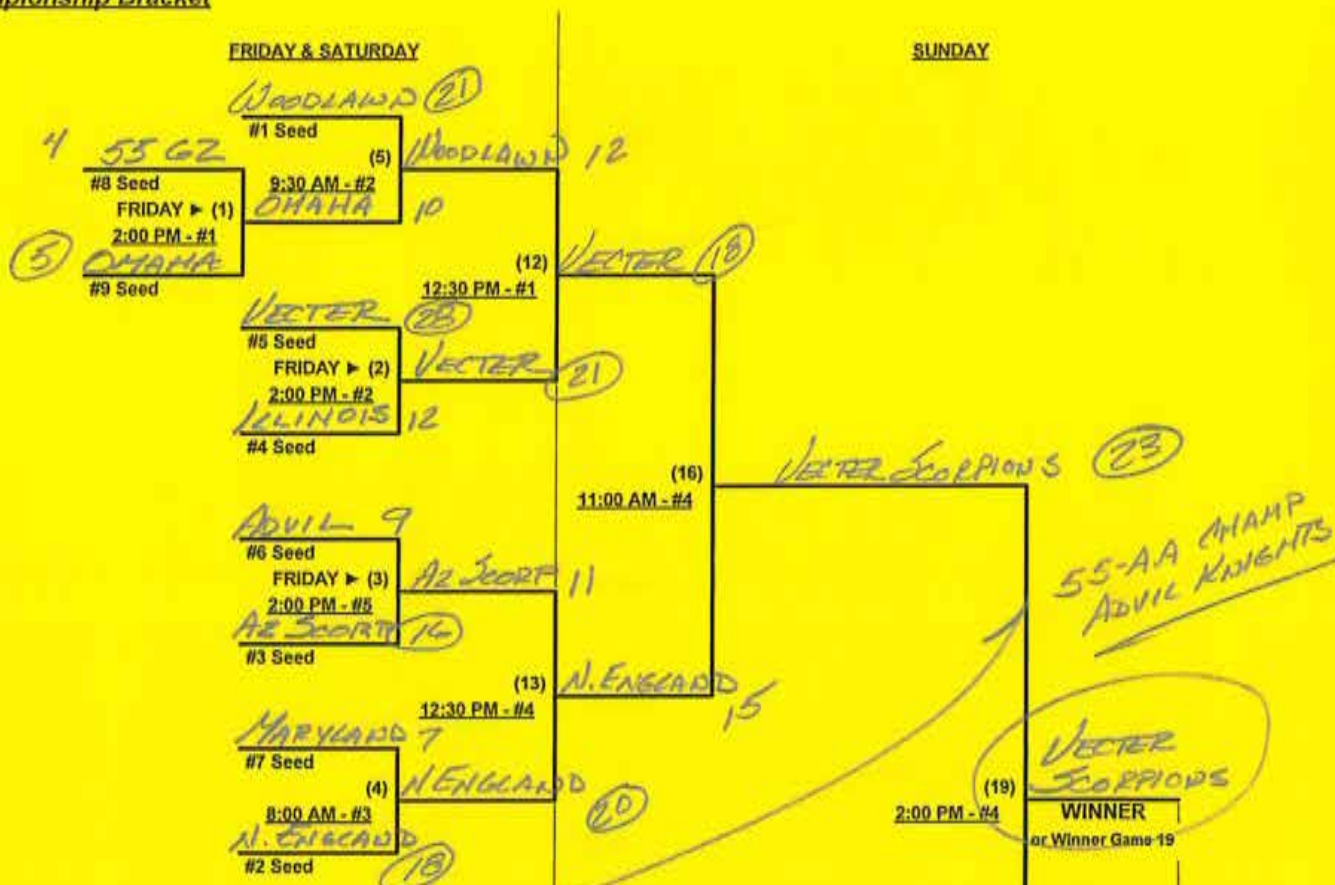 Championship Bracket
FRIDAY & SATURDAY
SUNDAY
WOODLAWN 21
#1 Seed
4 55 GZ
#8 Seed
(5)
9:30 AM - #2
WOODLAWN 12
FRIDAY ► (1)
2:00 PM - #1
OMAHA 10
5 OMAHA
#9 Seed
(12)
12:30 PM - #1
VECTER 18
VECTER 28
#5 Seed
FRIDAY ► (2)
2:00 PM - #2
VECTER 21
ILLINOIS 12
#4 Seed
(16)
11:00 AM - #4
VECTER SCORPIONS 23
ADVIL 9
#6 Seed
FRIDAY ► (3)
2:00 PM - #5
AZ SCORP 11
AZ SCORP 16
#3 Seed
55-AA CHAMP
ADVIL KNIGHTS
(13)
12:30 PM - #4
N. ENGLAND 15
MARYLAND 7
#7 Seed
(4)
8:00 AM - #3
N ENGLAND 20
N. ENGLAND 18
#2 Seed
VECTER
SCORPIONS
(19)
2:00 PM - #4
WINNER
or Winner Game 19